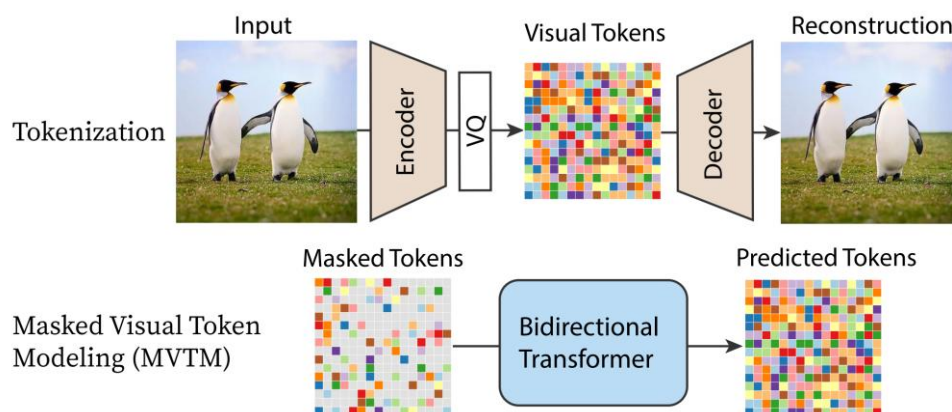 Input
Visual Tokens
Reconstruction
Tokenization
Encoder
VQ
Decoder
Masked Tokens
Predicted Tokens
Masked Visual Token
Modeling (MVTM)
Bidirectional
Transformer